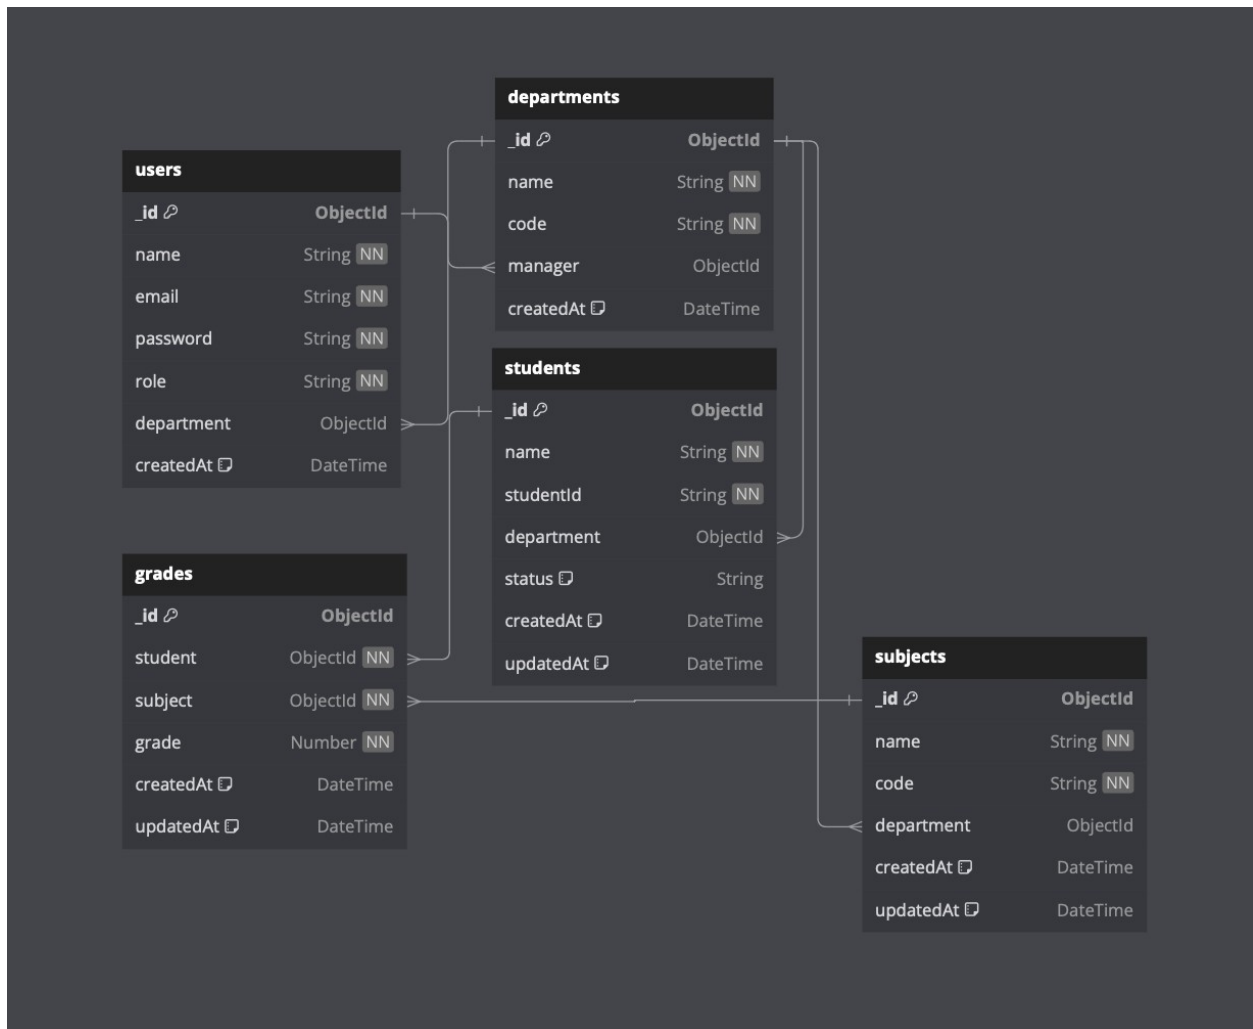 departments
_id ObjectId
name String NN
code String NN
manager ObjectId
createdAt DateTime
users
_id ObjectId
name String NN
email String NN
password String NN
role String NN
department ObjectId
createdAt DateTime
students
_id ObjectId
name String NN
studentId String NN
department ObjectId
status String
createdAt DateTime
updatedAt DateTime
grades
_id ObjectId
student ObjectId NN
subject ObjectId NN
grade Number NN
createdAt DateTime
updatedAt DateTime
subjects
_id ObjectId
name String NN
code String NN
department ObjectId
createdAt DateTime
updatedAt DateTime